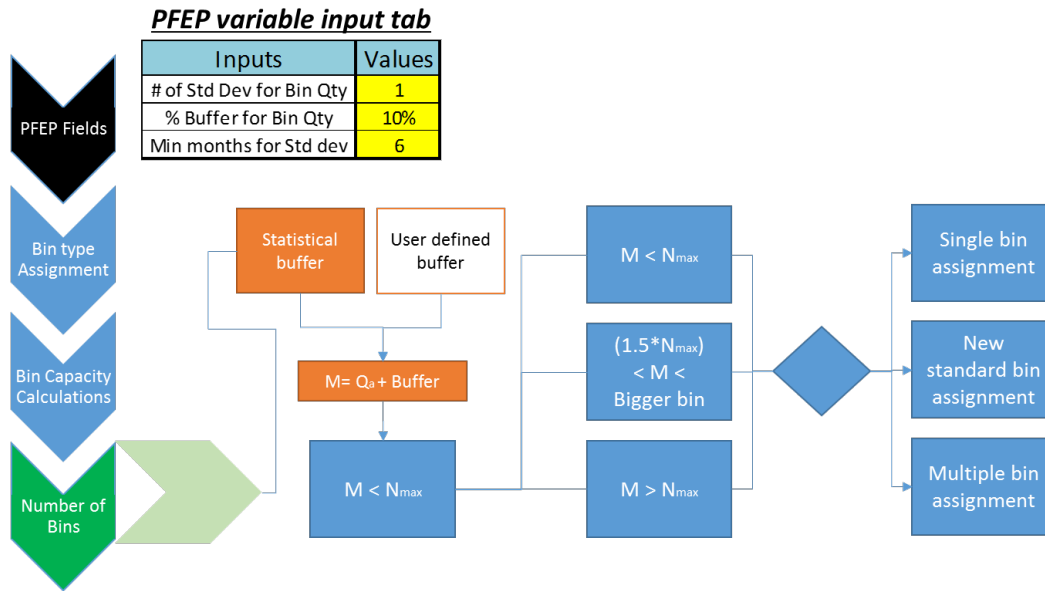 PFEP variable input tab
Inputs Values
# of Std Dev for Bin Qty 1
% Buffer for Bin Qty 10%
Min months for Std dev 6
PFEP Fields
Bin type
Assignment
Bin Capacity
Calculations
Number of
Bins
Statistical
buffer
User defined
buffer
M= Qa + Buffer
M < Nmax
M < Nmax
(1.5*Nmax)
< M <
Bigger bin
M > Nmax
Single bin
assignment
New
standard bin
assignment
Multiple bin
assignment